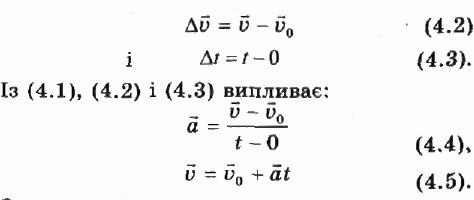 Δv⃗ = v⃗ − v⃗₀ (4.2)
і Δt = t − 0 (4.3).
Із (4.1), (4.2) і (4.3) випливає:
a⃗ = (v⃗ − v⃗₀) / (t − 0) (4.4),
v⃗ = v⃗₀ + a⃗t (4.5).